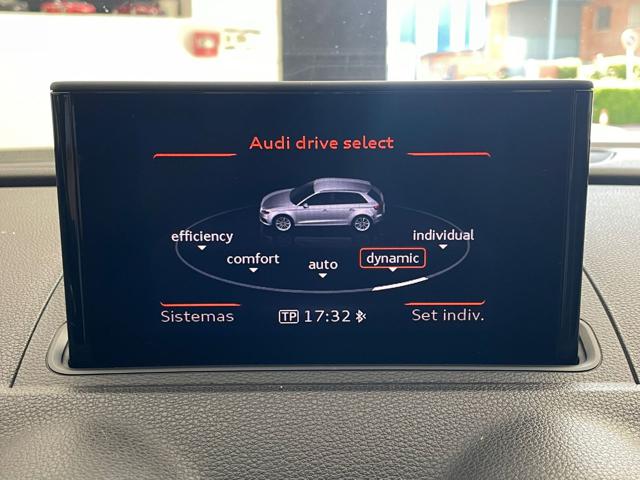 Audi drive select
efficiency
comfort
auto
dynamic
individual
Sistemas
TP 17:32
Set indiv.